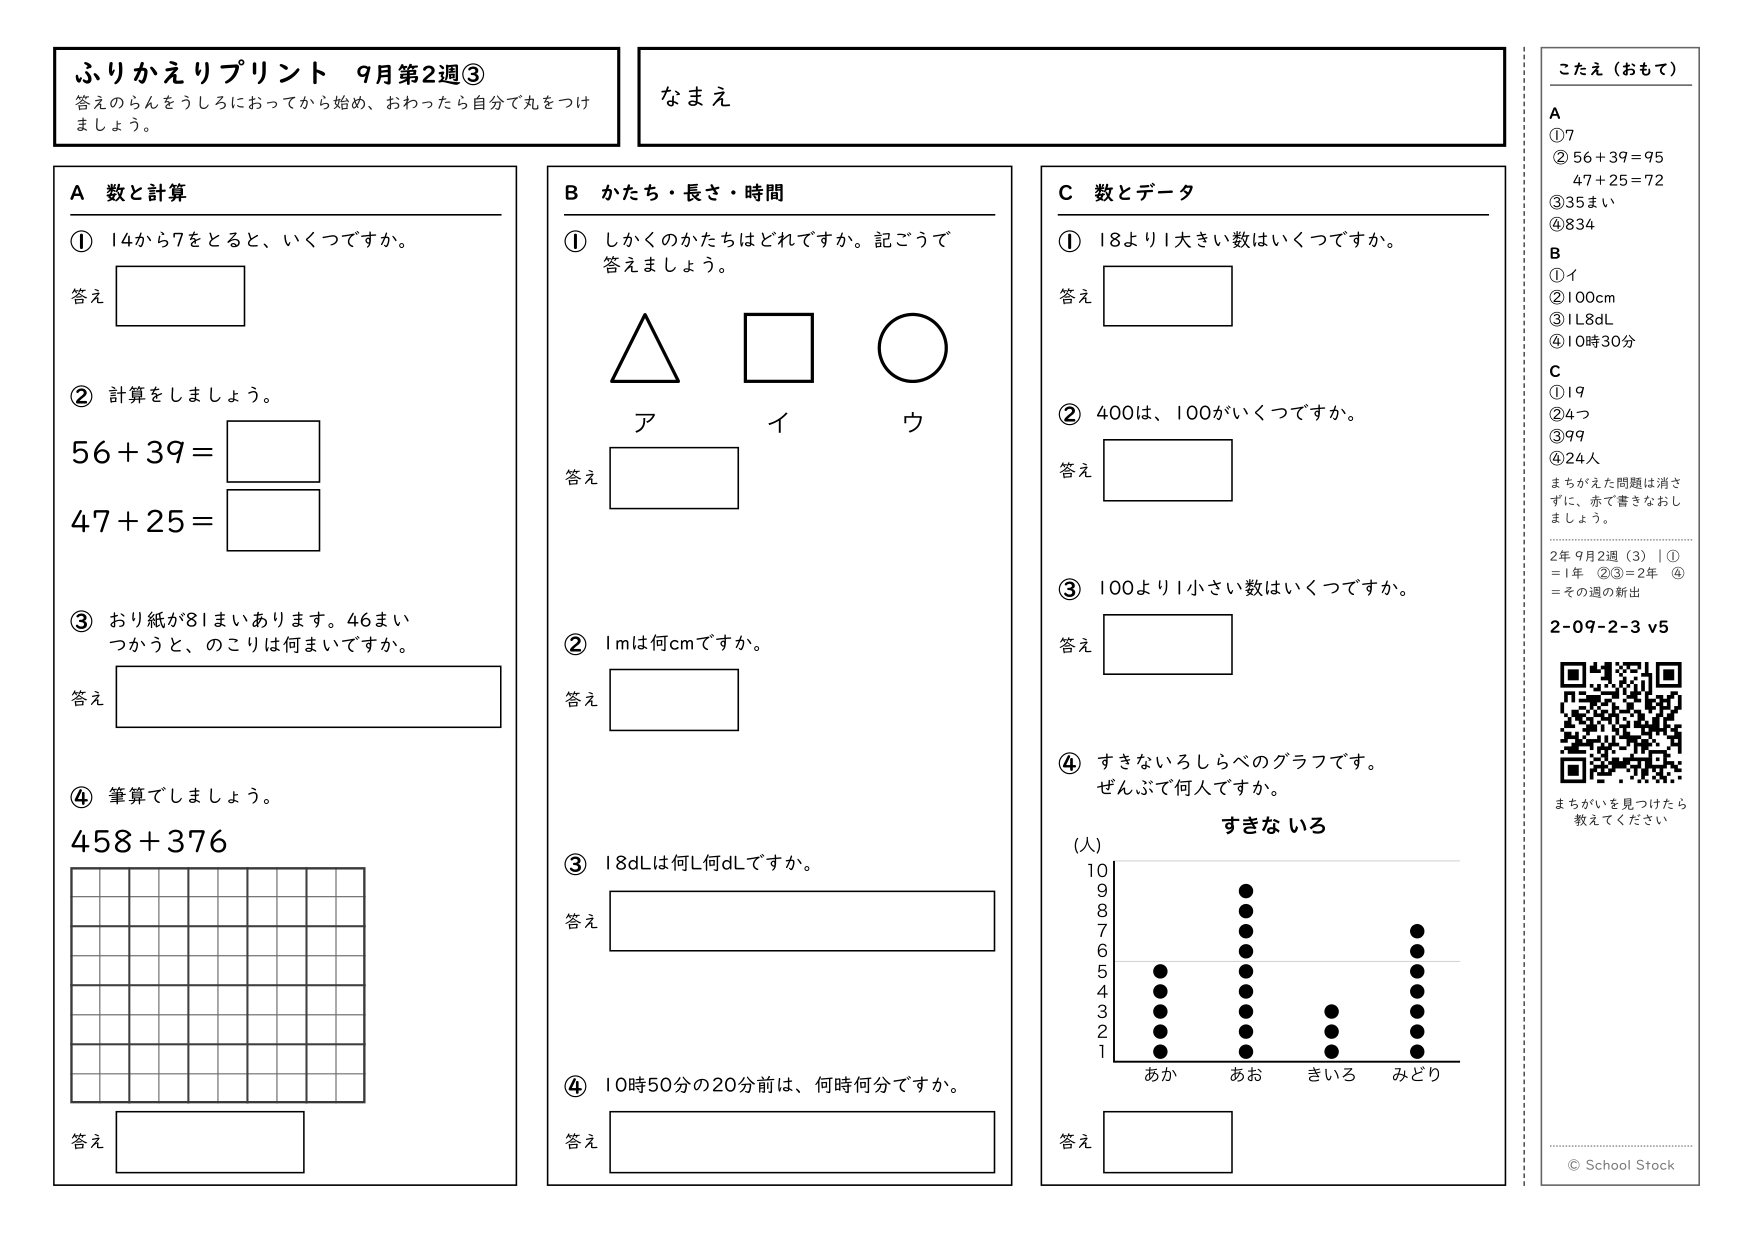 ふりかえりプリント　9月第2週③
答えのらんをうしろにおってから始め、おわったら自分で丸をつけ
ましょう。
なまえ
A　数と計算
① 14から7をとると、いくつですか。
答え
② 計算をしましょう。
56＋39＝
47＋25＝
③ おり紙が81まいあります。46まい
つかうと、のこりは何まいですか。
答え
④ 筆算でしましょう。
458＋376
答え
B　かたち・長さ・時間
① しかくのかたちはどれですか。記ごうで
答えましょう。
ア　イ　ウ
答え
② 1mは何cmですか。
答え
③ 18dLは何L何dLですか。
答え
④ 10時50分の20分前は、何時何分ですか。
答え
C　数とデータ
① 18より1大きい数はいくつですか。
答え
② 400は、100がいくつですか。
答え
③ 100より1小さい数はいくつですか。
答え
④ すきないろしらべのグラフです。
ぜんぶで何人ですか。
すきな いろ
(人)
10
9
8
7
6
5
4
3
2
1
あか　あお　きいろ　みどり
答え
こたえ（おもて）
A
①7
② 56＋39＝95
47＋25＝72
③35まい
④834
B
①イ
②100cm
③1L8dL
④10時30分
C
①19
②4つ
③99
④24人
まちがえた問題は消さ
ずに、赤で書きなおし
ましょう。
2年 9月2週（3）｜①
＝1年　②③＝2年　④
＝その週の新出
2-09-2-3 v5
まちがいを見つけたら
教えてください
© School Stock